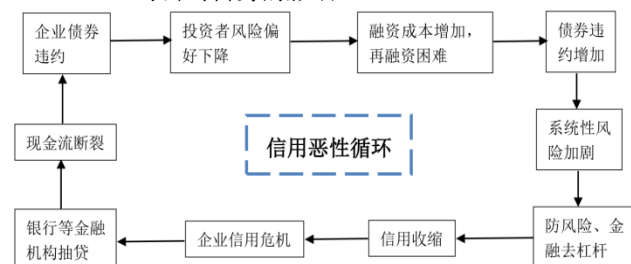 企业债券
违约
投资者风险偏
好下降
融资成本增加,
再融资困难
债券违
约增加
系统性风
险加剧
防风险、金
融去杠杆
信用收缩
企业信用危机
银行等金融
机构抽贷
现金流断裂
信用恶性循环